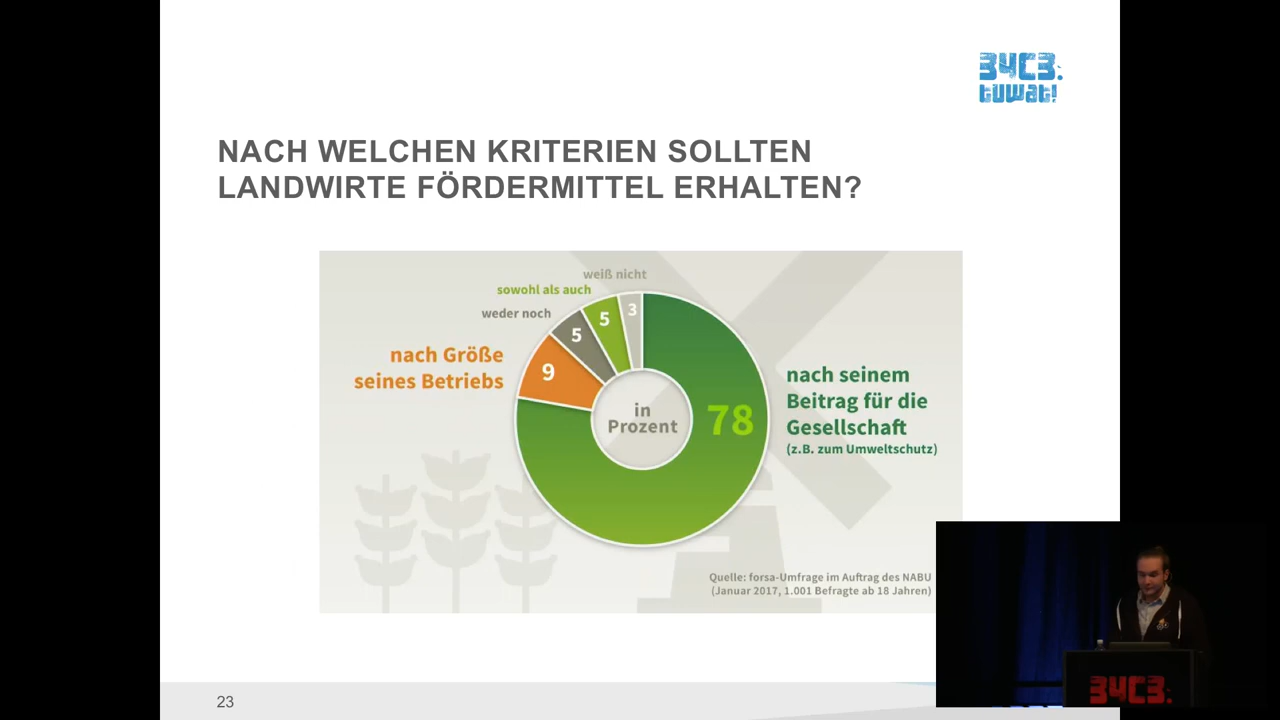 34C3.
tuwat!
NACH WELCHEN KRITERIEN SOLLTEN
LANDWIRTE FÖRDERMITTEL ERHALTEN?
weiß nicht
sowohl als auch
weder noch
nach Größe
seines Betriebs
3
5
5
9
78
in
Prozent
nach seinem
Beitrag für die
Gesellschaft
(z.B. zum Umweltschutz)
Quelle: forsa-Umfrage im Auftrag des NABU
(Januar 2017, 1.001 Befragte ab 18 Jahren)
34C3.
23